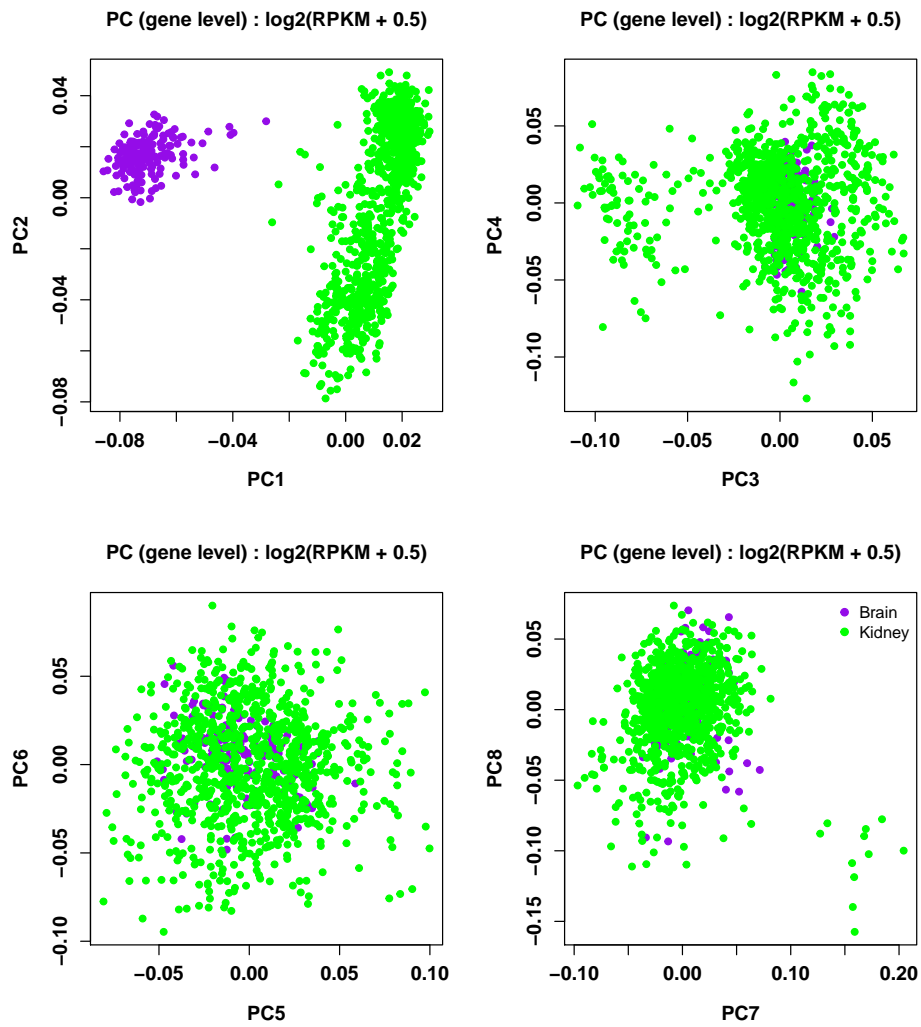 PC (gene level) : log2(RPKM + 0.5)
PC2
0.04
0.00
−0.04
−0.08
−0.08
−0.04
0.00
0.02
PC1
PC (gene level) : log2(RPKM + 0.5)
PC4
0.05
0.00
−0.05
−0.10
−0.10
−0.05
0.00
0.05
PC3
PC (gene level) : log2(RPKM + 0.5)
PC6
0.05
0.00
−0.05
−0.10
−0.05
0.00
0.05
0.10
PC5
PC (gene level) : log2(RPKM + 0.5)
Brain
Kidney
PC8
0.05
0.00
−0.05
−0.10
−0.15
−0.10
0.00
0.10
0.20
PC7